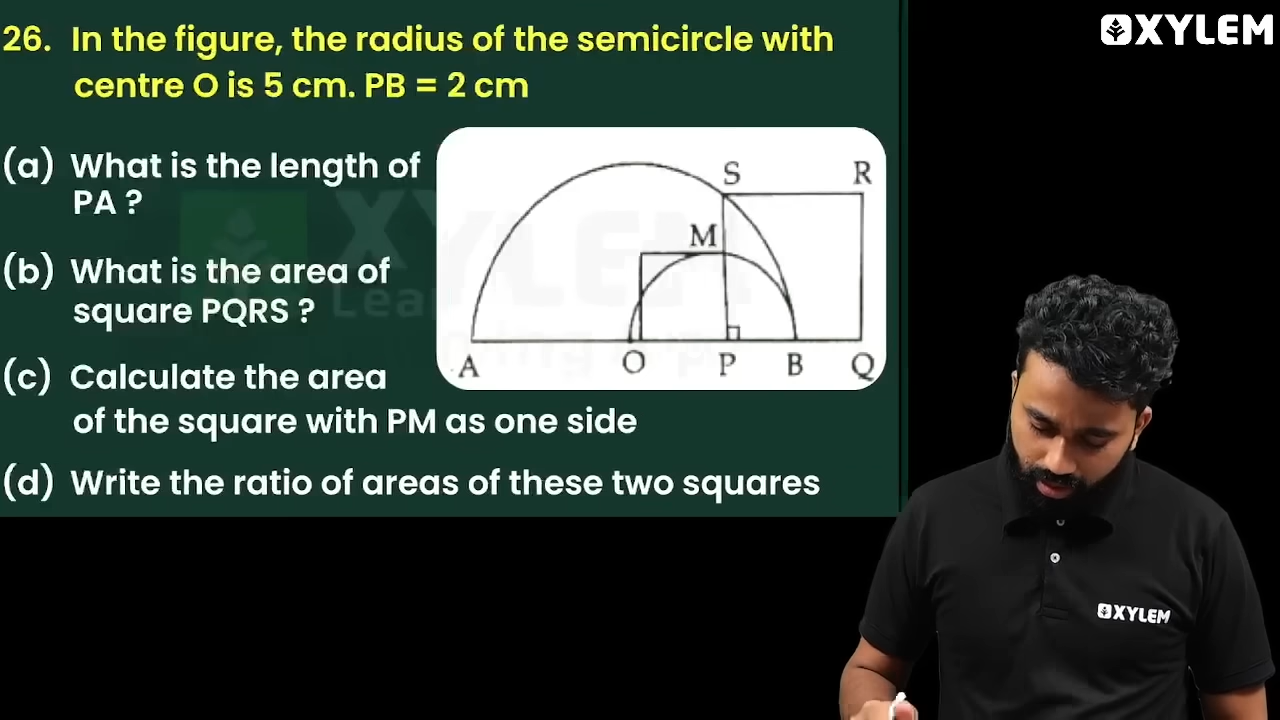 26. In the figure, the radius of the semicircle with
centre O is 5 cm. PB = 2 cm
XYLEM
(a) What is the length of
PA ?
(b) What is the area of
square PQRS ?
(c) Calculate the area
of the square with PM as one side
(d) Write the ratio of areas of these two squares
S R
M
A O P B Q
XYLEM
XYLEM